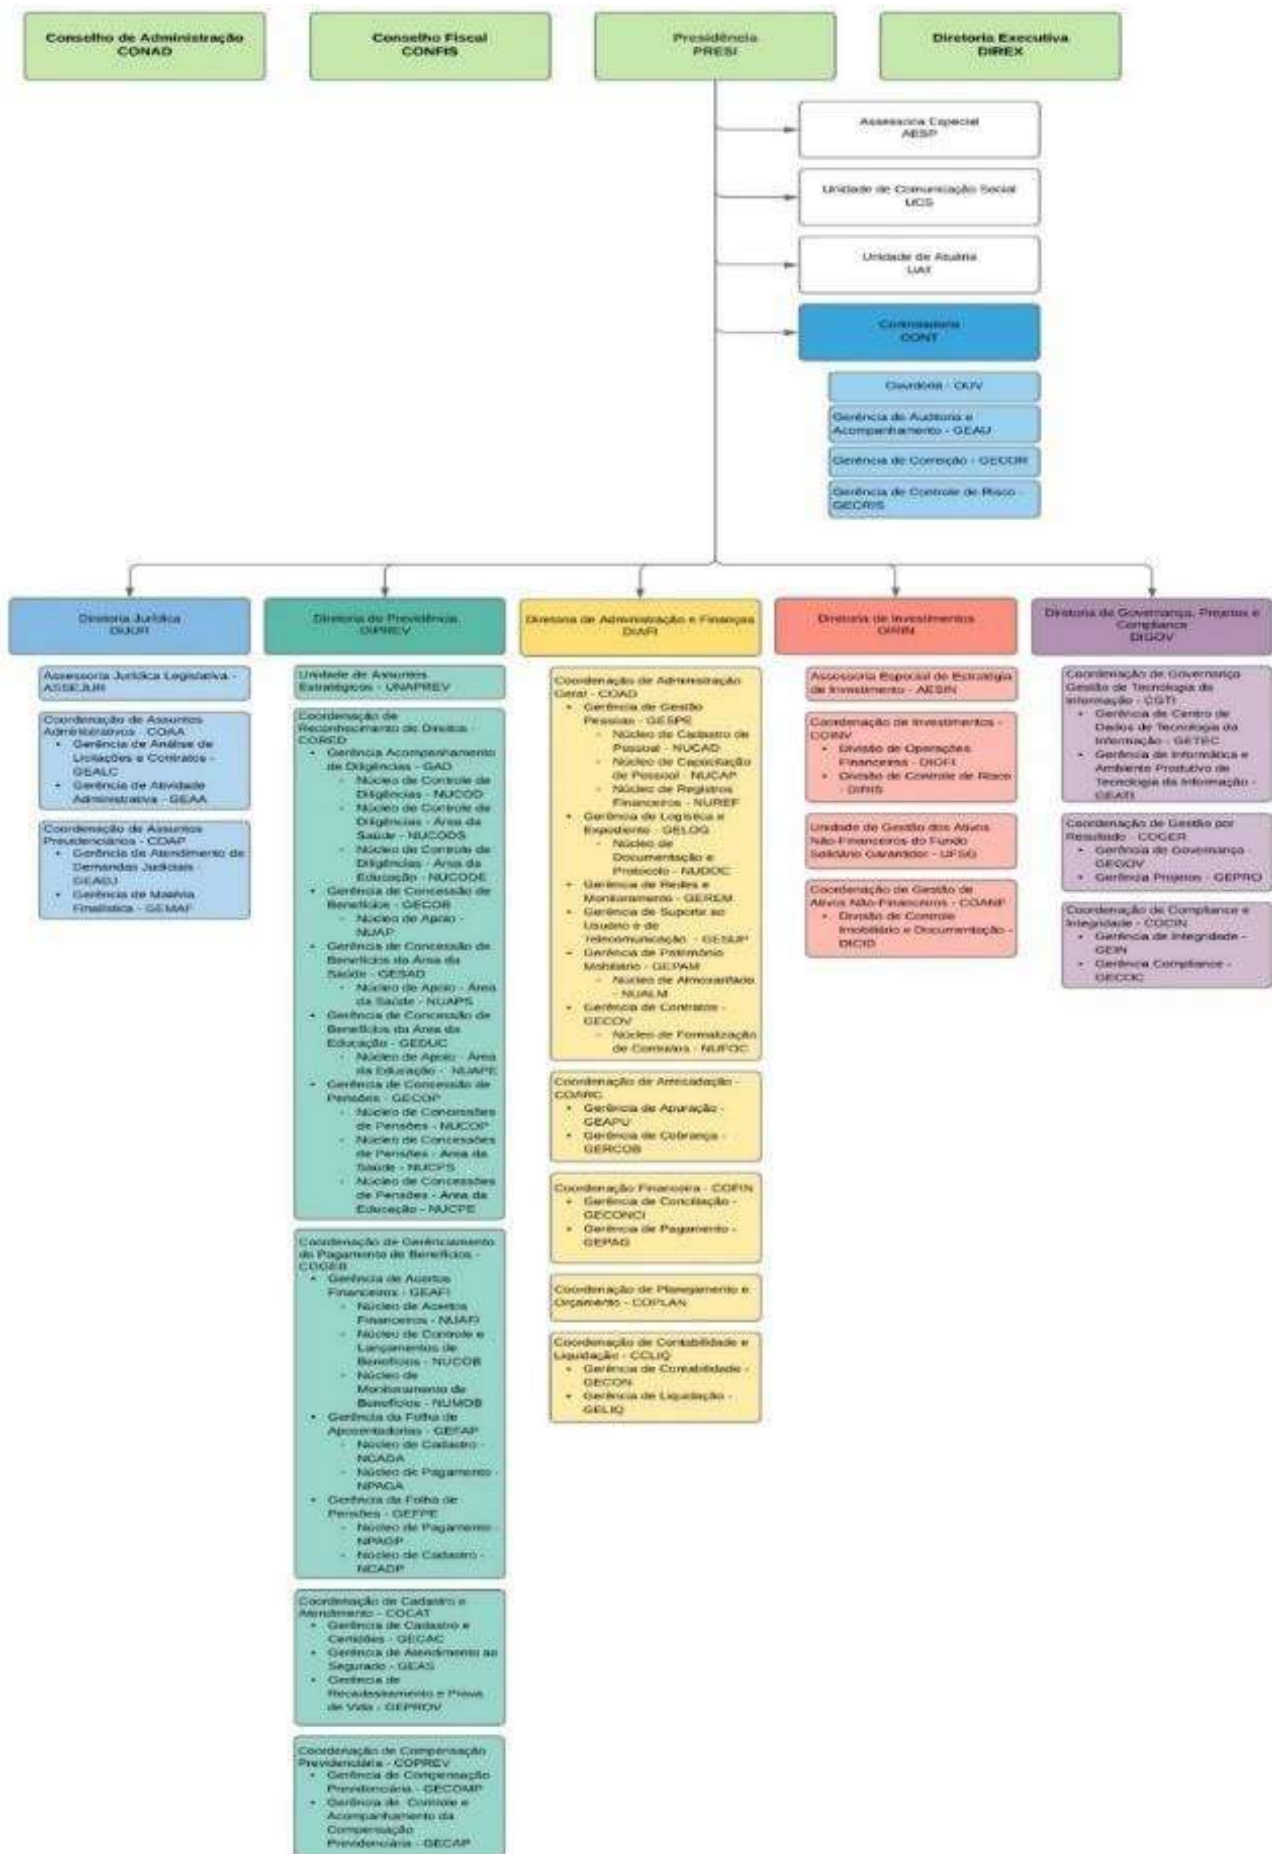 Conselho de Administração
CONAD
Conselho Fiscal
CONFIS
Presidência
PRESI
Diretoria Executiva
DIREX
Assessoria Especial
AESP
Unidade de Comunicação Social
UCS
Unidade de Atuária
UAT
Controladoria
CONT
Ouvidoria - OUV
Gerência de Auditoria e
Acompanhamento - GEAU
Gerência de Correição - GECOR
Gerência de Controle de Risco -
GECRIS
Diretoria Jurídica
DIJUR
Assessoria Jurídica Legislativa -
ASSEJUR
Coordenação de Assuntos
Administrativos - COAA
• Gerência de Análise de
Licitações e Contratos -
GEALC
• Gerência de Atividade
Administrativa - GEAA
Coordenação de Assuntos
Previdenciários - COAP
• Gerência de Atendimento de
Demandas Judiciais -
GEADJ
• Gerência de Matéria
Finalística - GEMAF
Diretoria de Previdência
DIPREV
Unidade de Assuntos
Estratégicos - UNAPREV
Coordenação de
Reconhecimento de Direitos -
CORED
• Gerência Acompanhamento
de Diligências - GAD
- Núcleo de Controle de
Diligências - NUCOD
- Núcleo de Controle de
Diligências - Área da
Saúde - NUCODS
- Núcleo de Controle de
Diligências - Área da
Educação - NUCODE
• Gerência de Concessão de
Benefícios - GECOB
- Núcleo de Apoio -
NUAP
• Gerência de Concessão de
Benefícios da Área da
Saúde - GESAD
- Núcleo de Apoio - Área
da Saúde - NUAPS
• Gerência de Concessão de
Benefícios da Área da
Educação - GEDUC
- Núcleo de Apoio - Área
da Educação - NUAPE
• Gerência de Concessão de
Pensões - GECOP
- Núcleo de Concessões
de Pensões - NUCOP
- Núcleo de Concessões
de Pensões - Área da
Saúde - NUCPS
- Núcleo de Concessões
de Pensões - Área da
Educação - NUCPE
Coordenação de Gerenciamento
do Pagamento de Benefícios -
COGEB
• Gerência de Acertos
Financeiros - GEAFI
- Núcleo de Acertos
Financeiros - NUAFI
- Núcleo de Controle e
Lançamentos de
Benefícios - NUCOB
- Núcleo de
Monitoramento de
Benefícios - NUMOB
• Gerência da Folha de
Aposentadorias - GEFAP
- Núcleo de Cadastro -
NCADA
- Núcleo de Pagamento -
NPAGA
• Gerência da Folha de
Pensões - GEFPE
- Núcleo de Pagamento -
NPAGP
- Núcleo de Cadastro -
NCADP
Coordenação de Cadastro e
Atendimento - COCAT
• Gerência de Cadastro e
Certidões - GECAC
• Gerência de Atendimento ao
Segurado - GEAS
• Gerência de
Recadastramento e Prova
de Vida - GEPROV
Coordenação de Compensação
Previdenciária - COPREV
• Gerência de Compensação
Previdenciária - GECOMP
• Gerência de Controle e
Acompanhamento da
Compensação
Previdenciária - GECAP
Diretoria de Administração e Finanças
DIAFI
Coordenação de Administração
Geral - COAD
• Gerência de Gestão
Pessoas - GESPE
- Núcleo de Cadastro de
Pessoal - NUCAD
- Núcleo de Capacitação
de Pessoal - NUCAP
- Núcleo de Registros
Financeiros - NUREF
• Gerência de Logística e
Expediente - GELOG
- Núcleo de
Documentação e
Protocolo - NUDOC
• Gerência de Redes e
Monitoramento - GEREM
• Gerência de Suporte ao
Usuário e de
Telecomunicação - GESUP
• Gerência de Patrimônio
Mobiliário - GEPAM
- Núcleo de Almoxarifado
- NUALM
• Gerência de Contratos -
GECOV
- Núcleo de Formalização
de Contratos - NUFOC
Coordenação de Arrecadação -
COARC
• Gerência de Apuração -
GEAPU
• Gerência de Cobrança -
GERCOB
Coordenação Financeira - COFIN
• Gerência de Conciliação -
GECONCI
• Gerência de Pagamento -
GEPAG
Coordenação de Planejamento e
Orçamento - COPLAN
Coordenação de Contabilidade e
Liquidação - CCLIQ
• Gerência de Contabilidade -
GECON
• Gerência de Liquidação -
GELIQ
Diretoria de Investimentos
DIRIN
Assessoria Especial de Estratégia
de Investimento - AESIN
Coordenação de Investimentos -
COINV
• Divisão de Operações
Financeiras - DIOFI
• Divisão de Controle de
Risco - DIRIS
Unidade de Gestão dos Ativos
Não-Financeiros do Fundo
Solidário Garantidor - UFSG
Coordenação de Gestão de
Ativos Não-Financeiros - COANF
• Divisão de Controle
Imobiliário e Documentação -
DICID
Diretoria de Governança, Projetos e
Compliance
DIGOV
Coordenação de Governança
Gestão de Tecnologia da
Informação - CGTI
• Gerência de Centro de
Dados de Tecnologia da
Informação - GETEC
• Gerência de Informática e
Ambiente Produtivo de
Tecnologia da Informação -
GEATI
Coordenação de Gestão por
Resultado - COGER
• Gerência de Governança -
GEGOV
• Gerência Projetos - GEPRO
Coordenação de Compliance e
Integridade - COCIN
• Gerência de Integridade -
GEIN
• Gerência Compliance -
GECOC